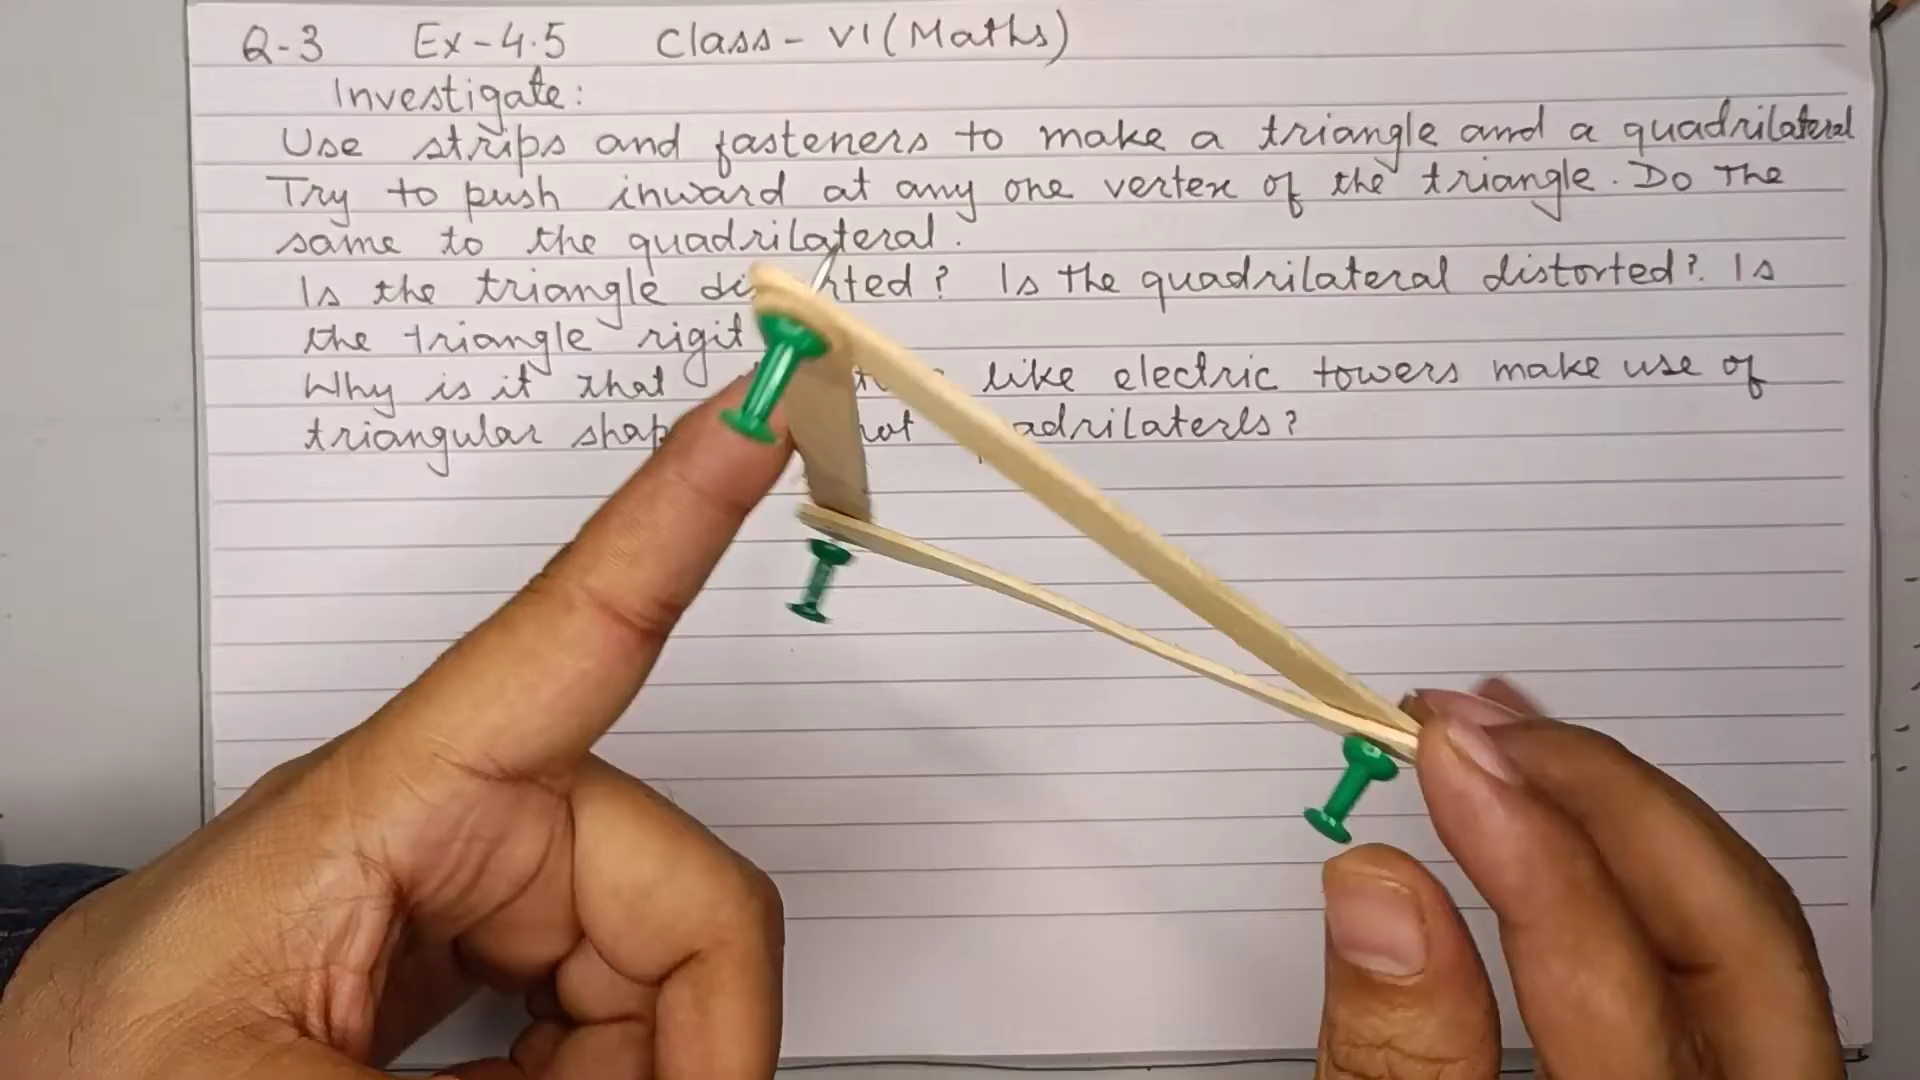 Q-3 Ex-4.5 Class - VI (Maths)
Investigate:
Use strips and fasteners to make a triangle and a quadrilateral
Try to push inward at any one vertex of the triangle. Do the
same to the quadrilateral.
Is the triangle Is the quadrilateral distorted? Is
the triangle rigit
Why is it that like electric towers make use of
triangular